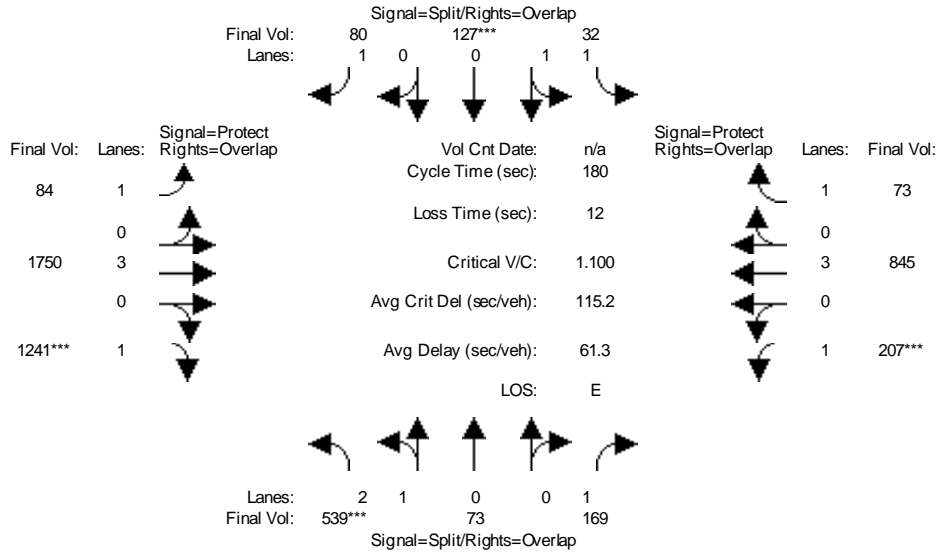 Signal=Split/Rights=Overlap
Final Vol: 80 127*** 32
Lanes: 1 0 0 1 1
Signal=Protect
Final Vol: Lanes: Rights=Overlap
Vol Cnt Date: n/a
Signal=Protect
Rights=Overlap Lanes: Final Vol:
Cycle Time (sec): 180
84 1
1 73
Loss Time (sec): 12
0
0
1750 3
Critical V/C: 1.100
3 845
0
Avg Crit Del (sec/veh): 115.2
0
1241*** 1
Avg Delay (sec/veh): 61.3
1 207***
LOS: E
Lanes: 2 1 0 0 1
Final Vol: 539*** 73 169
Signal=Split/Rights=Overlap